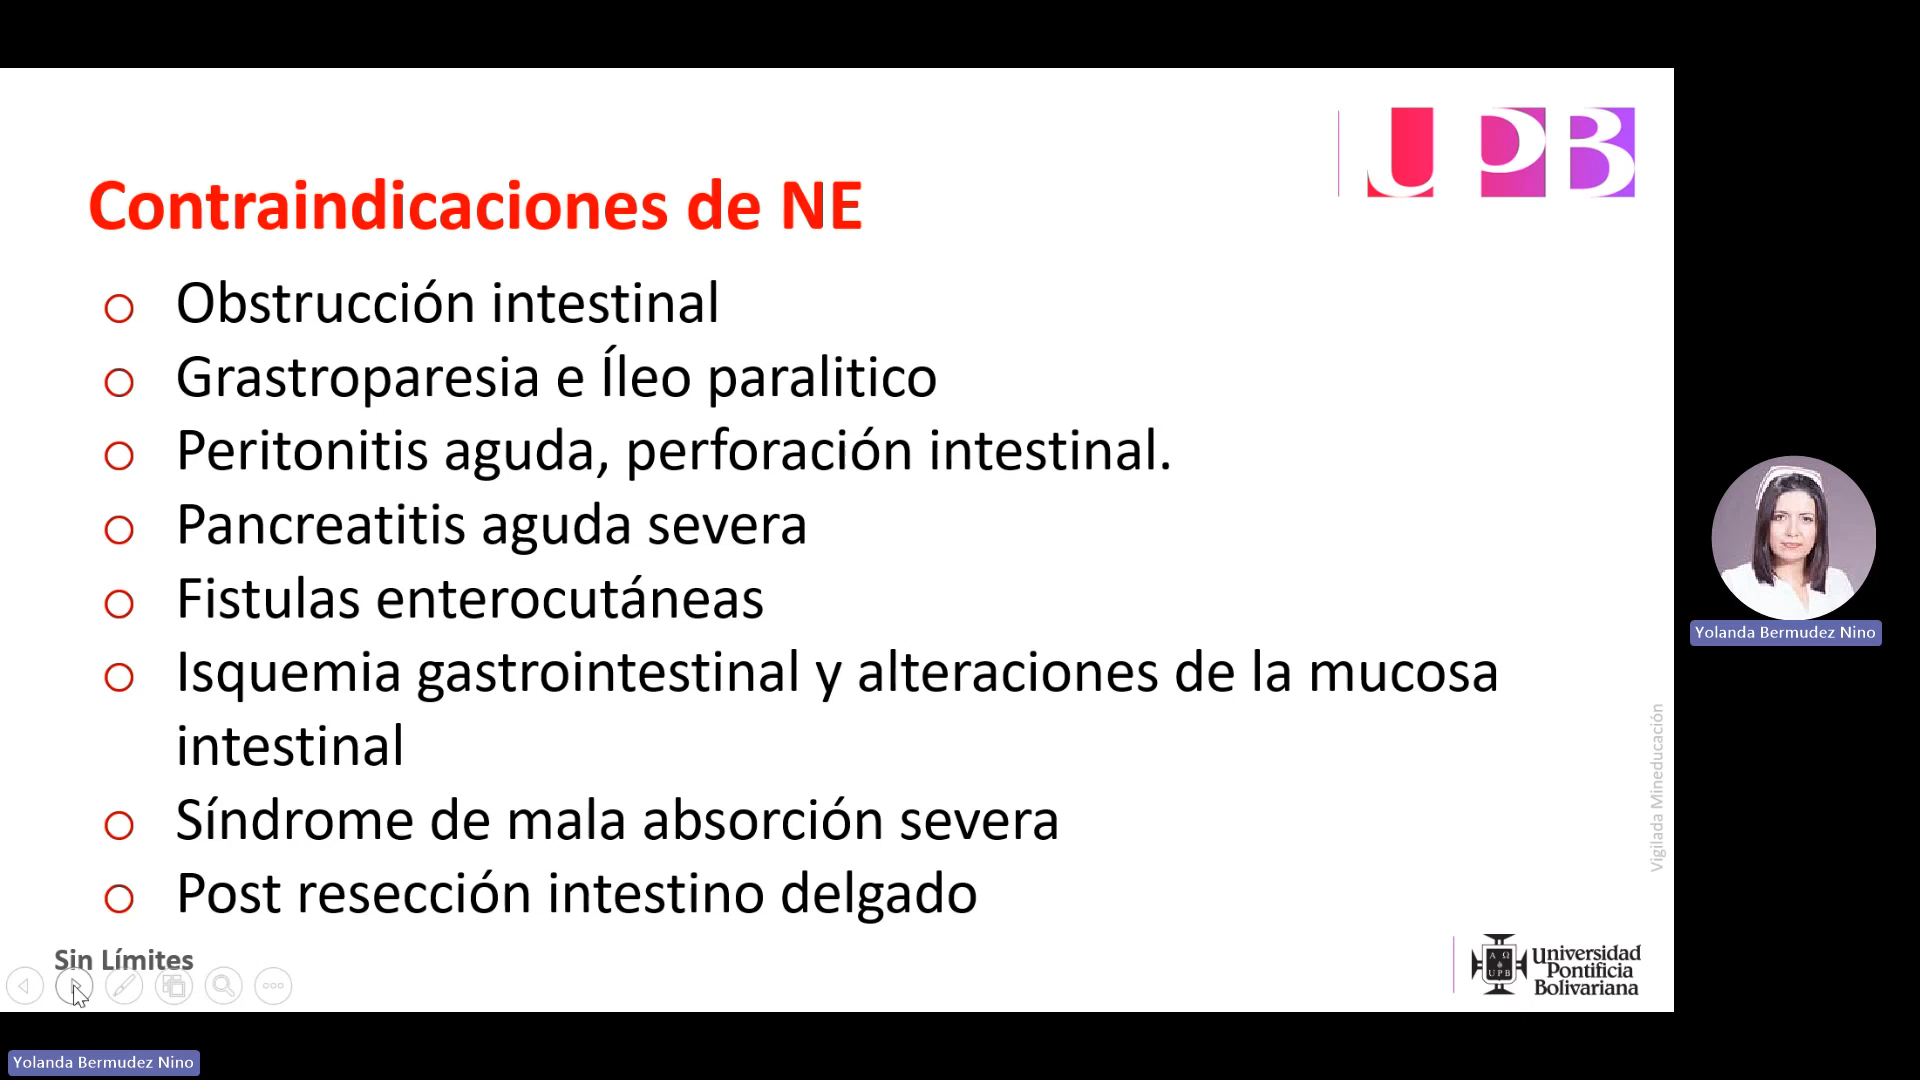 UPB
Contraindicaciones de NE
o Obstrucción intestinal
o Grastroparesia e Íleo paralitico
o Peritonitis aguda, perforación intestinal.
o Pancreatitis aguda severa
o Fistulas enterocutáneas
o Isquemia gastrointestinal y alteraciones de la mucosa
intestinal
o Síndrome de mala absorción severa
o Post resección intestino delgado
Yolanda Bermudez Nino
Vigilada Mineducación
Sin Límites
A Ω
UPB
Universidad
Pontificia
Bolivariana
Yolanda Bermudez Nino